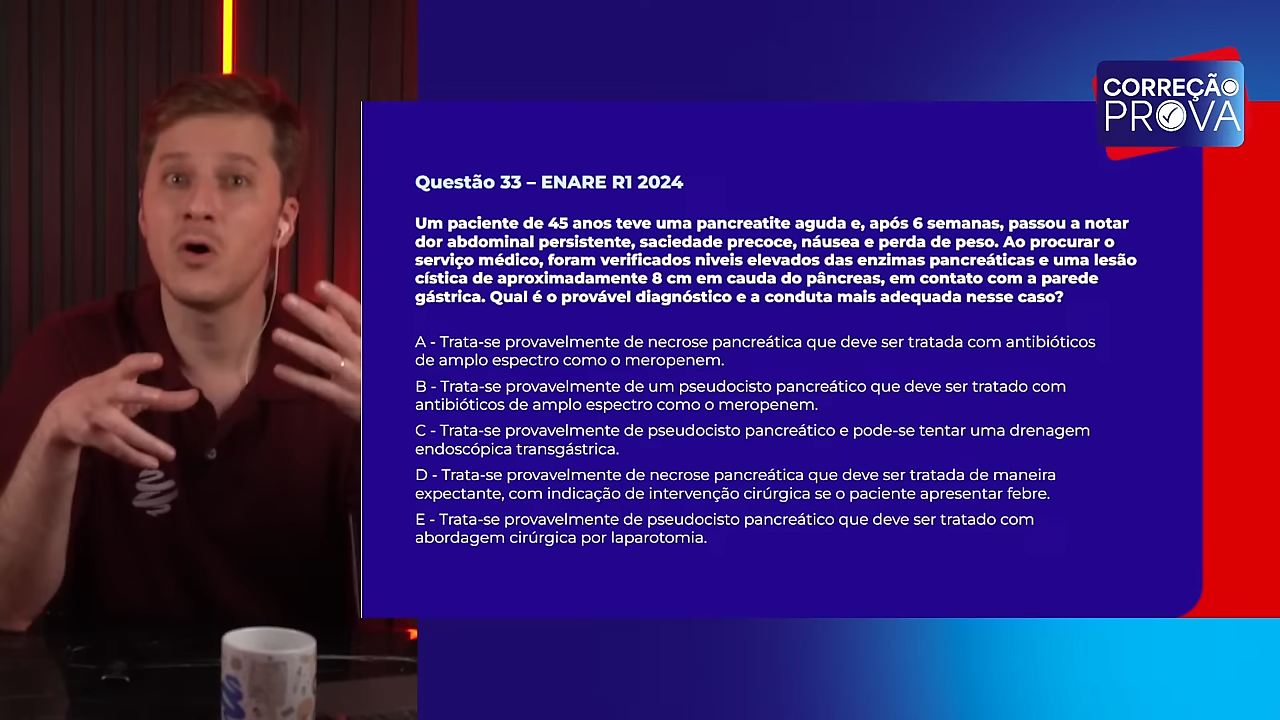 CORREÇÃO
PROVA
Questão 33 – ENARE R1 2024
Um paciente de 45 anos teve uma pancreatite aguda e, após 6 semanas, passou a notar
dor abdominal persistente, saciedade precoce, náusea e perda de peso. Ao procurar o
serviço médico, foram verificados níveis elevados das enzimas pancreáticas e uma lesão
cística de aproximadamente 8 cm em cauda do pâncreas, em contato com a parede
gástrica. Qual é o provável diagnóstico e a conduta mais adequada nesse caso?
A - Trata-se provavelmente de necrose pancreática que deve ser tratada com antibióticos
de amplo espectro como o meropenem.
B - Trata-se provavelmente de um pseudocisto pancreático que deve ser tratado com
antibióticos de amplo espectro como o meropenem.
C - Trata-se provavelmente de pseudocisto pancreático e pode-se tentar uma drenagem
endoscópica transgástrica.
D - Trata-se provavelmente de necrose pancreática que deve ser tratada de maneira
expectante, com indicação de intervenção cirúrgica se o paciente apresentar febre.
E - Trata-se provavelmente de pseudocisto pancreático que deve ser tratado com
abordagem cirúrgica por laparotomia.